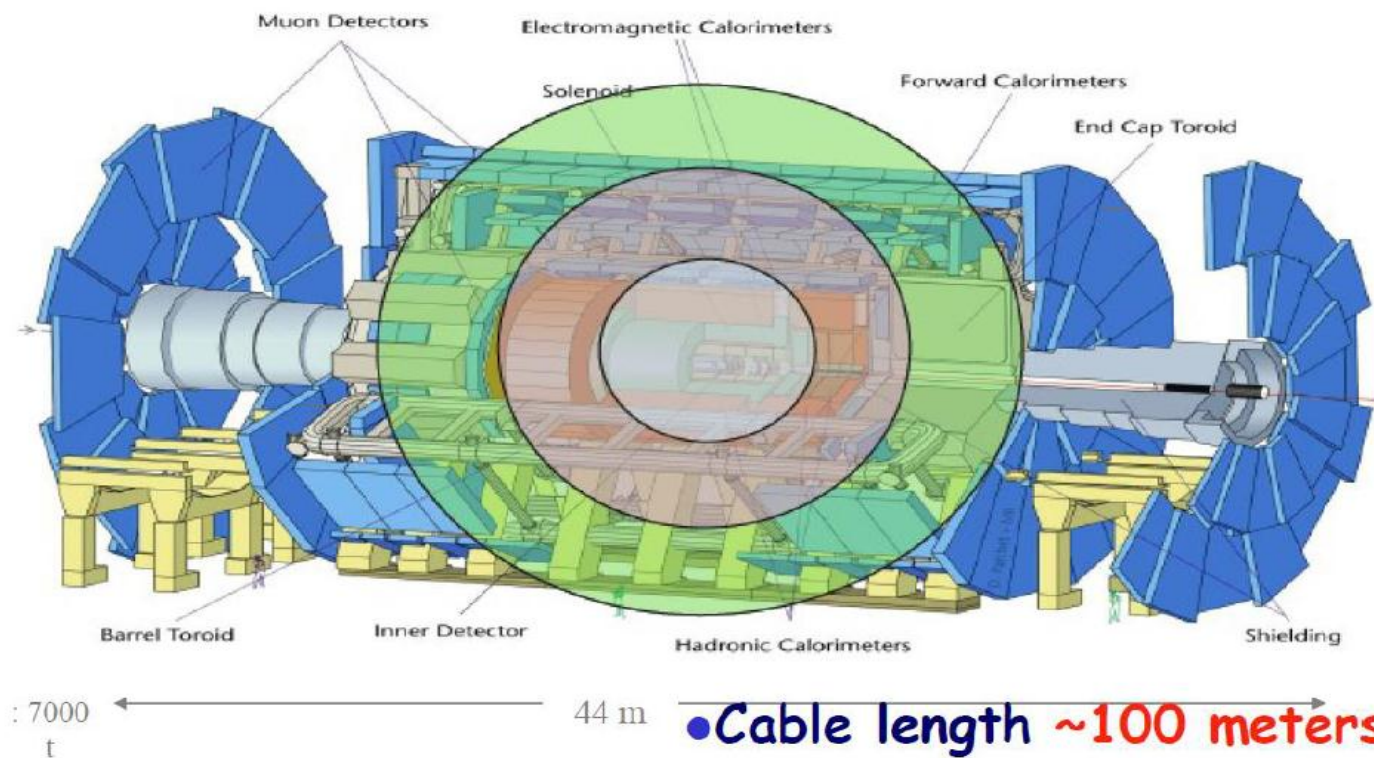 Muon Detectors
Electromagnetic Calorimeters
Solenoid
Forward Calorimeters
End Cap Toroid
Barrel Toroid
Inner Detector
Hadronic Calorimeters
Shielding
: 7000
t
44 m
•Cable length ~100 meters